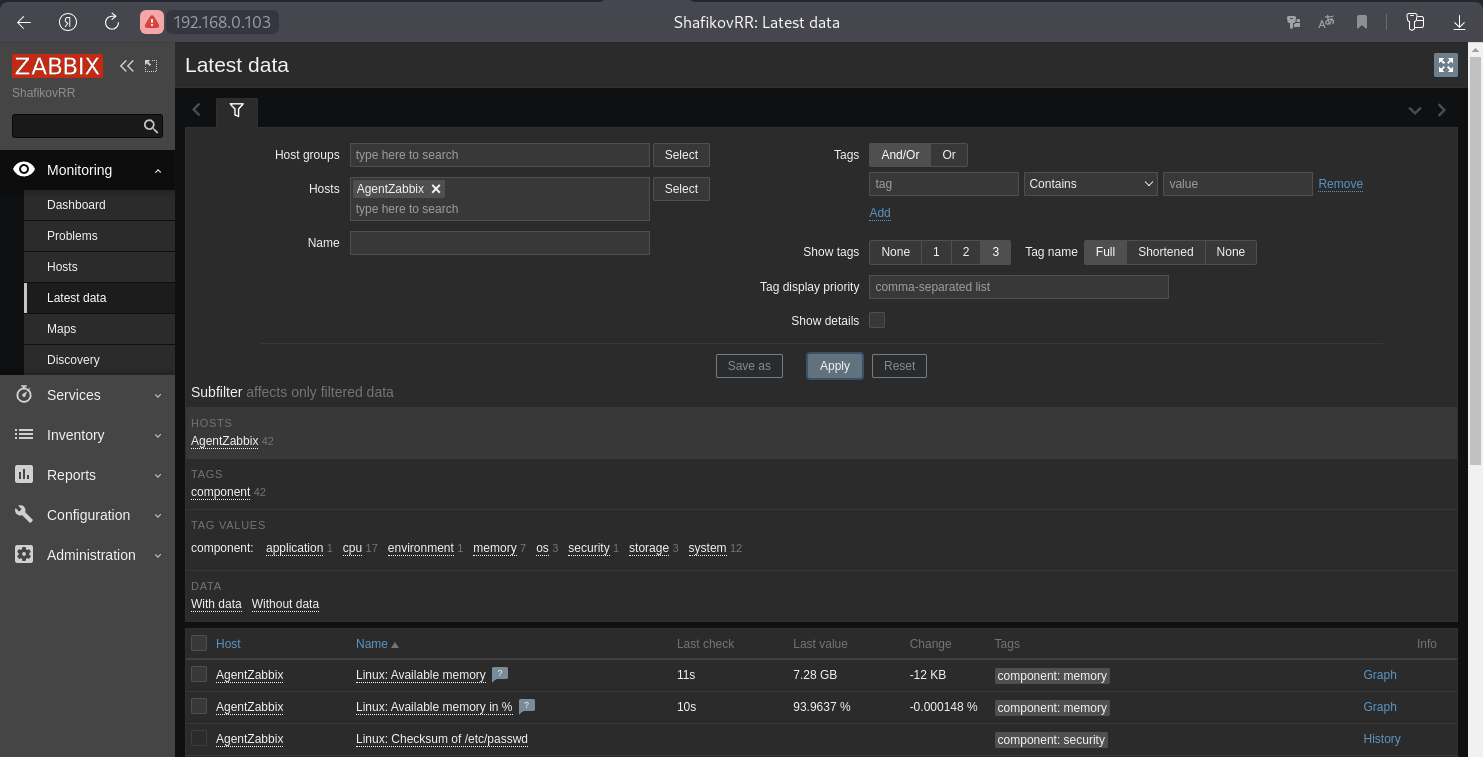 192.168.0.103
ShafikovRR: Latest data
ZABBIX
ShafikovRR
Monitoring
Dashboard
Problems
Hosts
Latest data
Maps
Discovery
Services
Inventory
Reports
Configuration
Administration
Latest data
Host groups type here to search Select
Hosts AgentZabbix Select
type here to search
Name
Tags And/Or Or
tag Contains value Remove
Add
Show tags None 1 2 3 Tag name Full Shortened None
Tag display priority comma-separated list
Show details
Save as Apply Reset
Subfilter affects only filtered data
HOSTS
AgentZabbix 42
TAGS
component 42
TAG VALUES
component: application 1 cpu 17 environment 1 memory 7 os 3 security 1 storage 3 system 12
DATA
With data Without data
Host Name Last check Last value Change Tags Info
AgentZabbix Linux: Available memory ? 11s 7.28 GB -12 KB component: memory Graph
AgentZabbix Linux: Available memory in % ? 10s 93.9637 % -0.000148 % component: memory Graph
AgentZabbix Linux: Checksum of /etc/passwd component: security History